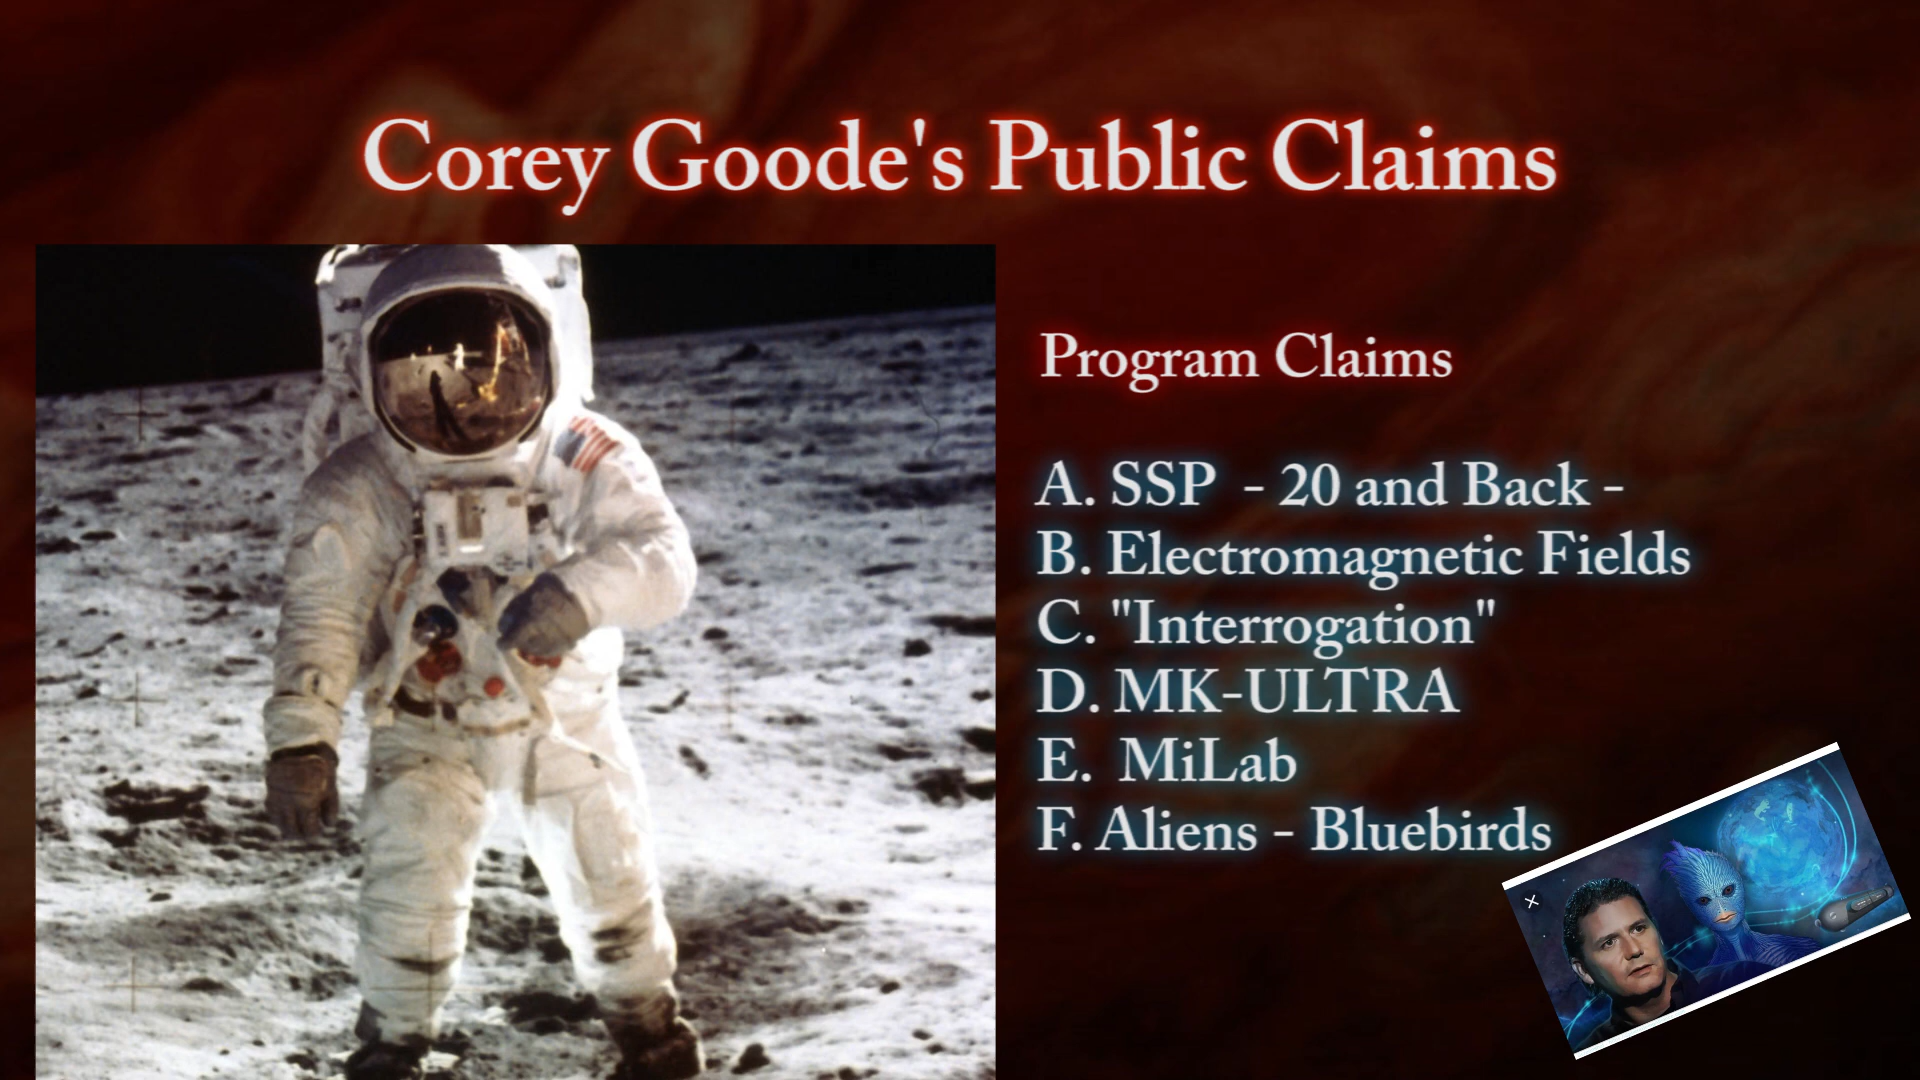 Corey Goode's Public Claims
Program Claims
A. SSP - 20 and Back -
B. Electromagnetic Fields
C. "Interrogation"
D. MK-ULTRA
E. MiLab
F. Aliens - Bluebirds